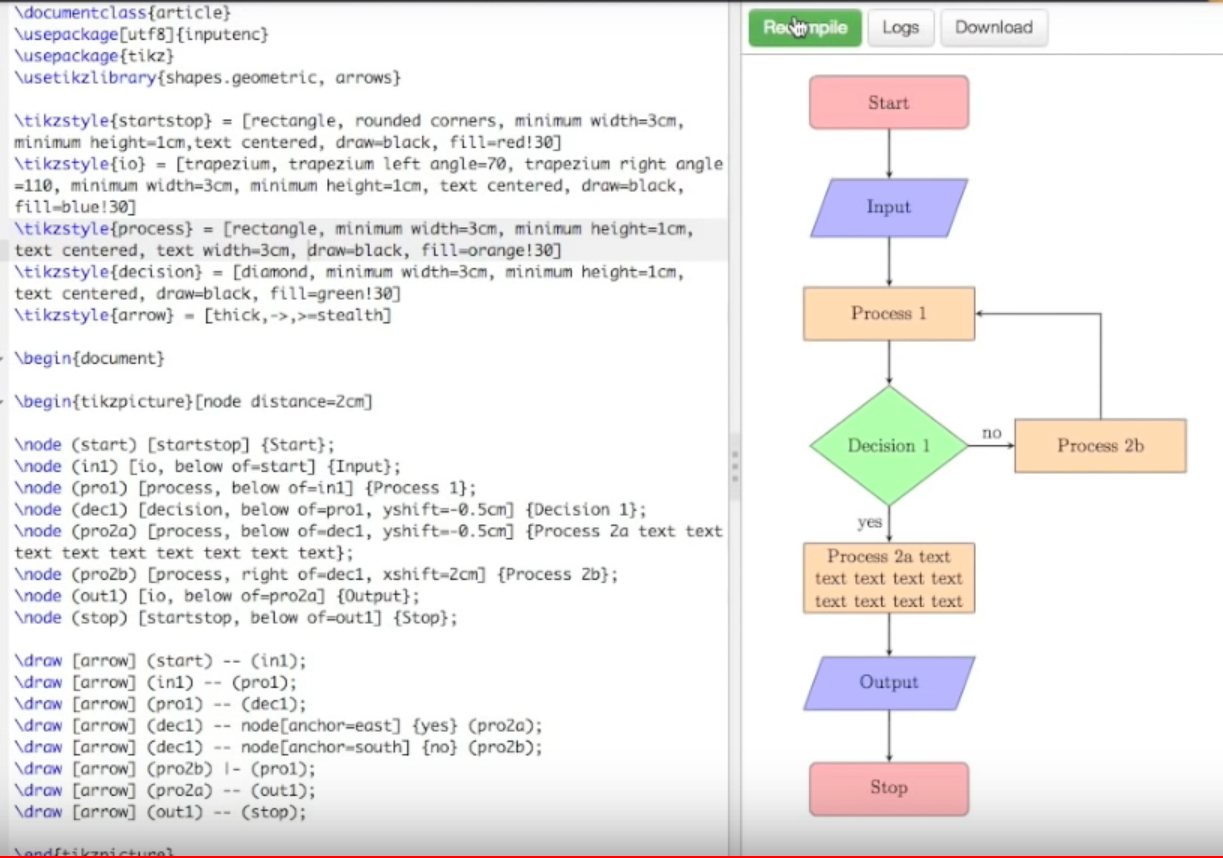 \documentclass{article}
\usepackage[utf8]{inputenc}
\usepackage{tikz}
\usetikzlibrary{shapes.geometric, arrows}
\tikzstyle{startstop} = [rectangle, rounded corners, minimum width=3cm,
minimum height=1cm,text centered, draw=black, fill=red!30]
\tikzstyle{io} = [trapezium, trapezium left angle=70, trapezium right angle
=110, minimum width=3cm, minimum height=1cm, text centered, draw=black,
fill=blue!30]
\tikzstyle{process} = [rectangle, minimum width=3cm, minimum height=1cm,
text centered, text width=3cm, draw=black, fill=orange!30]
\tikzstyle{decision} = [diamond, minimum width=3cm, minimum height=1cm,
text centered, draw=black, fill=green!30]
\tikzstyle{arrow} = [thick,->,>=stealth]
\begin{document}
\begin{tikzpicture}[node distance=2cm]
\node (start) [startstop] {Start};
\node (in1) [io, below of=start] {Input};
\node (pro1) [process, below of=in1] {Process 1};
\node (dec1) [decision, below of=pro1, yshift=-0.5cm] {Decision 1};
\node (pro2a) [process, below of=dec1, yshift=-0.5cm] {Process 2a text text
text text text text text text text};
\node (pro2b) [process, right of=dec1, xshift=2cm] {Process 2b};
\node (out1) [io, below of=pro2a] {Output};
\node (stop) [startstop, below of=out1] {Stop};
\draw [arrow] (start) -- (in1);
\draw [arrow] (in1) -- (pro1);
\draw [arrow] (pro1) -- (dec1);
\draw [arrow] (dec1) -- node[anchor=east] {yes} (pro2a);
\draw [arrow] (dec1) -- node[anchor=south] {no} (pro2b);
\draw [arrow] (pro2b) |- (pro1);
\draw [arrow] (pro2a) -- (out1);
\draw [arrow] (out1) -- (stop);
\end{tikzpicture}
Recompile
Logs
Download
Start
Input
Process 1
Decision 1
no
Process 2b
yes
Process 2a text
text text text text
text text text text
Output
Stop